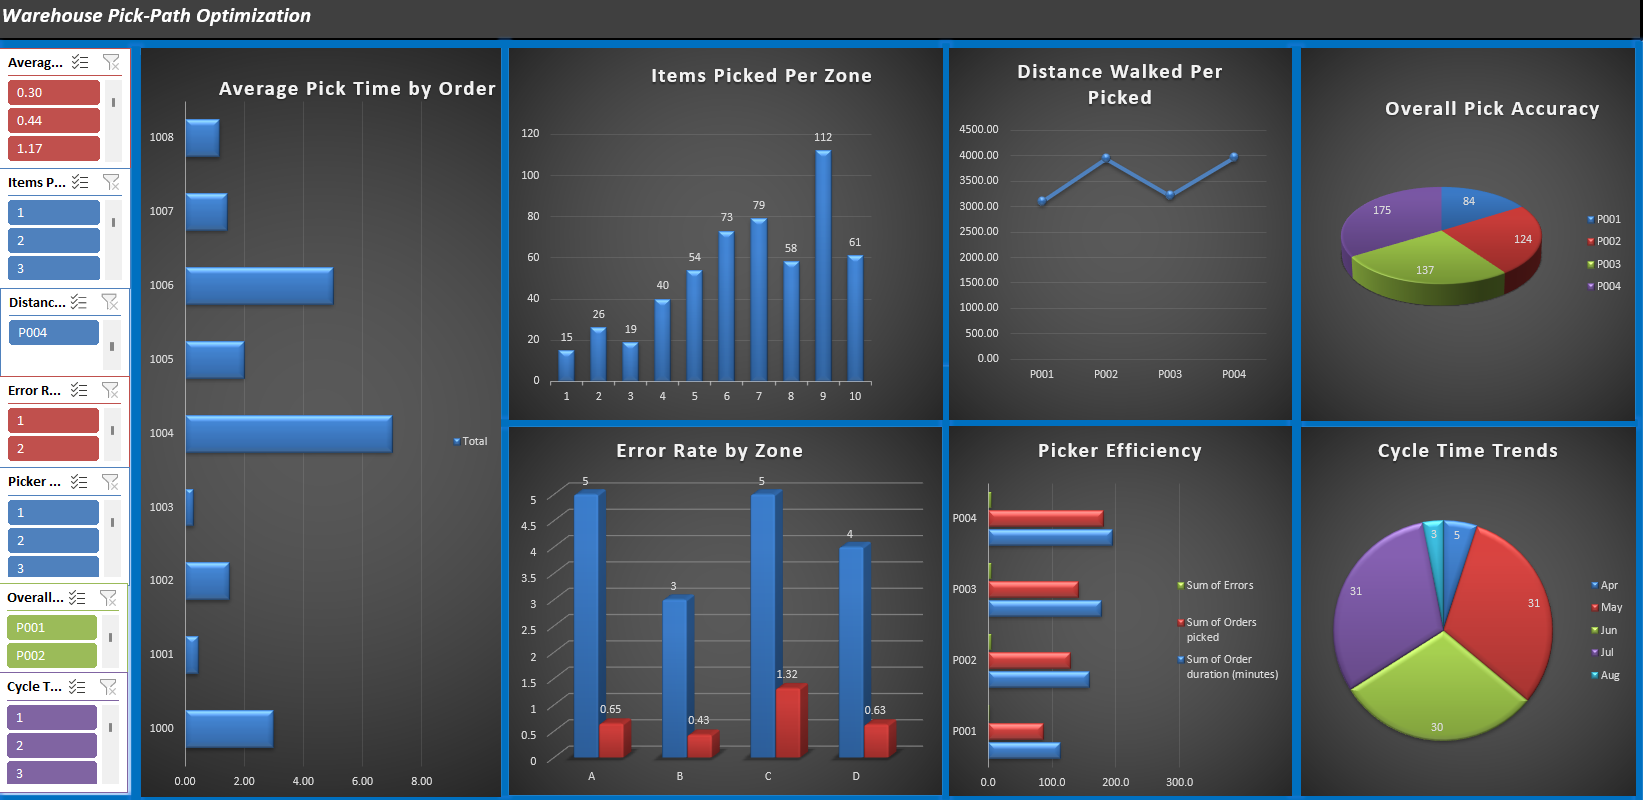 Warehouse Pick-Path Optimization
Averag...
0.30
0.44
1.17
Items P...
1
2
3
Distanc...
P004
Error R...
1
2
Picker ...
1
2
3
Overall...
P001
P002
Cycle T...
1
2
3
Average Pick Time by Order
1008
1007
1006
1005
1004
1003
1002
1001
1000
0.00 2.00 4.00 6.00 8.00
Total
Items Picked Per Zone
120
100
80
60
40
20
0
15 26 19 40 54 73 79 58 112 61
1 2 3 4 5 6 7 8 9 10
Distance Walked Per
Picked
4500.00
4000.00
3500.00
3000.00
2500.00
2000.00
1500.00
1000.00
500.00
0.00
P001 P002 P003 P004
Overall Pick Accuracy
84
124
137
175
P001
P002
P003
P004
Error Rate by Zone
5
4.5
4
3.5
3
2.5
2
1.5
1
0.5
0
5 0.65 3 0.43 5 1.32 4 0.63
A B C D
Picker Efficiency
P004
P003
P002
P001
0.0 100.0 200.0 300.0
Sum of Errors
Sum of Orders
picked
Sum of Order
duration (minutes)
Cycle Time Trends
5
31
30
31
3
Apr
May
Jun
Jul
Aug